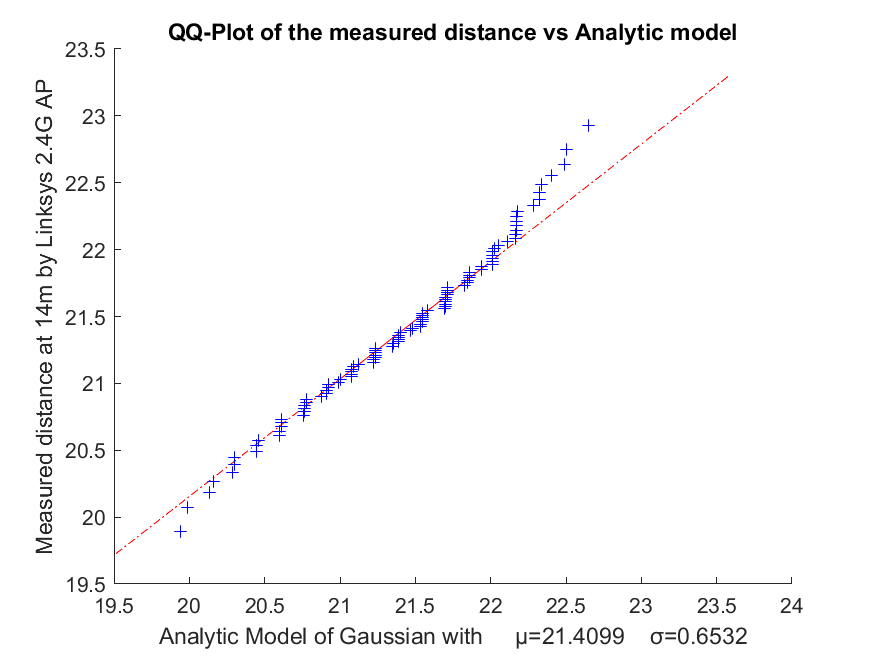 QQ-Plot of the measured distance vs Analytic model
Measured distance at 14m by Linksys 2.4G AP
23.5
23
22.5
22
21.5
21
20.5
20
19.5
19.5 20 20.5 21 21.5 22 22.5 23 23.5 24
Analytic Model of Gaussian with μ=21.4099 σ=0.6532